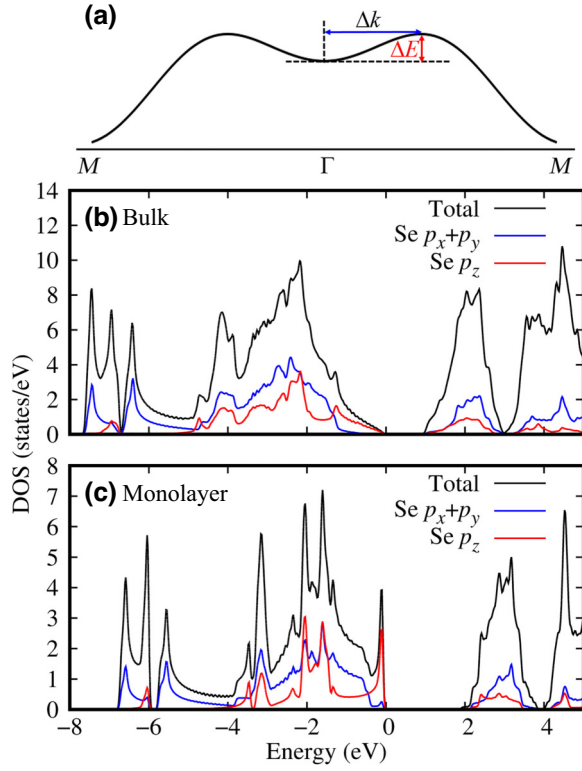 (a)
Δk
ΔE
M Γ M
(b) Bulk
Total
Se pₓ+p_y
Se p_z
14
12
10
8
6
4
2
0
(c) Monolayer
Total
Se pₓ+p_y
Se p_z
8
7
6
5
4
3
2
1
0
DOS (states/eV)
−8 −6 −4 −2 0 2 4
Energy (eV)